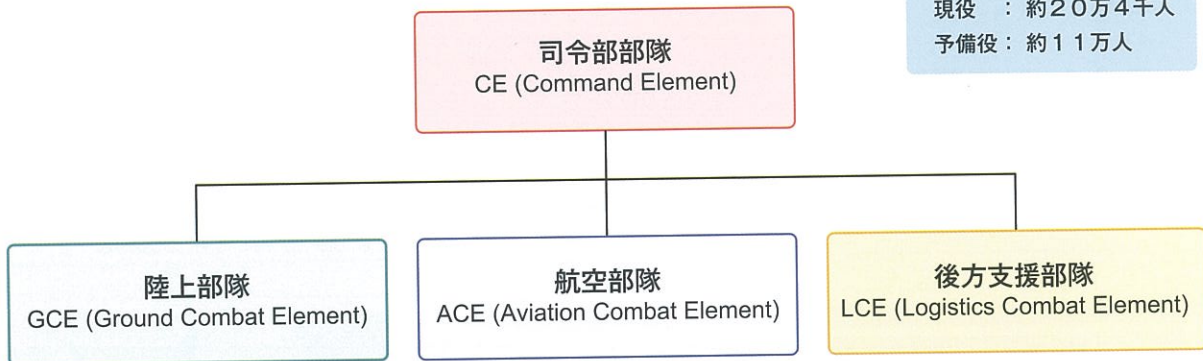 現役　：約２０万４千人
予備役：約１１万人
司令部部隊
CE (Command Element)
陸上部隊
GCE (Ground Combat Element)
航空部隊
ACE (Aviation Combat Element)
後方支援部隊
LCE (Logistics Combat Element)